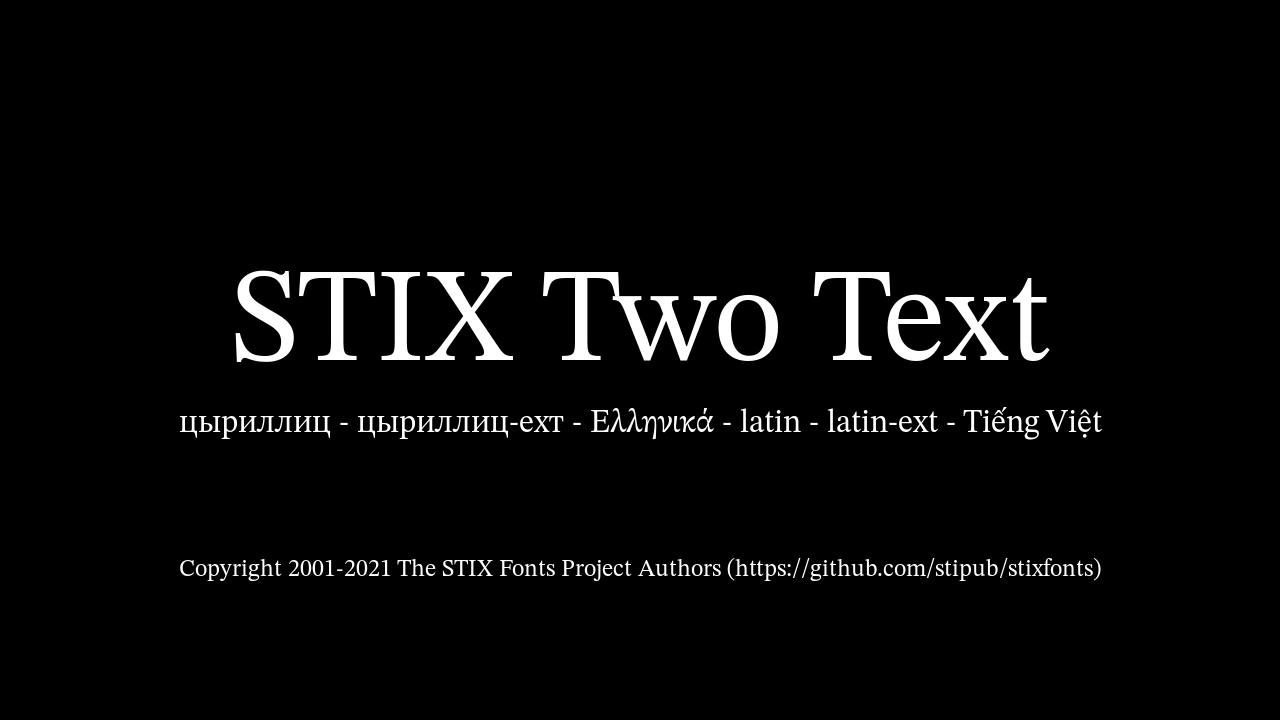 STIX Two Text
цыриллиц - цыриллиц-ехт - Ελληνικά - latin - latin-ext - Tiếng Việt
Copyright 2001-2021 The STIX Fonts Project Authors (https://github.com/stipub/stixfonts)